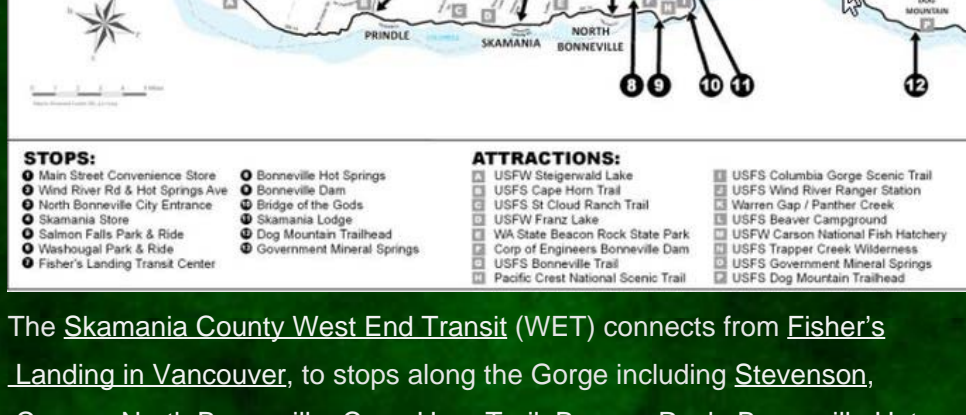 DOG
MOUNTAIN
PRINDLE
SKAMANIA
NORTH
BONNEVILLE
8 9 10 11 12
STOPS:
1 Main Street Convenience Store
2 Wind River Rd & Hot Springs Ave
3 North Bonneville City Entrance
4 Skamania Store
5 Salmon Falls Park & Ride
6 Washougal Park & Ride
7 Fisher's Landing Transit Center
8 Bonneville Hot Springs
9 Bonneville Dam
10 Bridge of the Gods
11 Skamania Lodge
12 Dog Mountain Trailhead
13 Government Mineral Springs
ATTRACTIONS:
A USFW Steigerwald Lake
B USFS Cape Horn Trail
C USFS St Cloud Ranch Trail
D USFW Franz Lake
E WA State Beacon Rock State Park
F Corp of Engineers Bonneville Dam
G USFS Bonneville Trail
H Pacific Crest National Scenic Trail
I USFS Columbia Gorge Scenic Trail
J USFS Wind River Ranger Station
K Warren Gap / Panther Creek
L USFS Beaver Campground
M USFW Carson National Fish Hatchery
N USFS Trapper Creek Wilderness
O USFS Government Mineral Springs
P USFS Dog Mountain Trailhead
The Skamania County West End Transit (WET) connects from Fisher's
Landing in Vancouver, to stops along the Gorge including Stevenson,